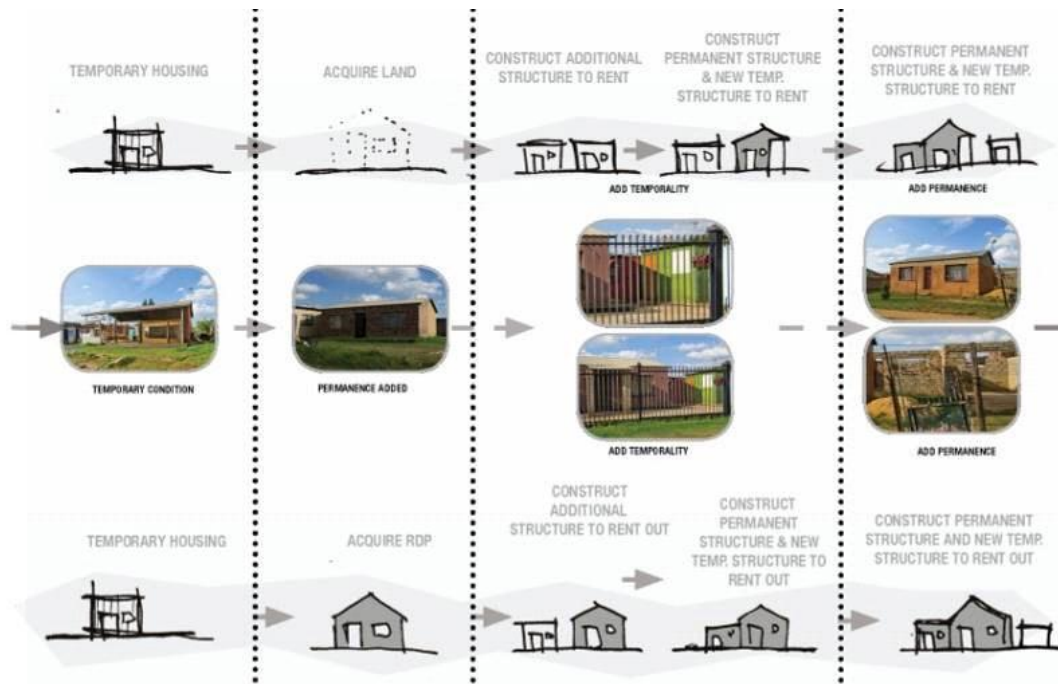 TEMPORARY HOUSING
ACQUIRE LAND
CONSTRUCT ADDITIONAL
STRUCTURE TO RENT
CONSTRUCT
PERMANENT STRUCTURE
& NEW TEMP.
STRUCTURE TO RENT
CONSTRUCT PERMANENT
STRUCTURE & NEW TEMP.
STRUCTURE TO RENT
ADD TEMPORALITY
ADD PERMANENCE
TEMPORARY CONDITION
PERMANENCE ADDED
ADD TEMPORALITY
ADD PERMANENCE
TEMPORARY HOUSING
ACQUIRE RDP
CONSTRUCT
ADDITIONAL
STRUCTURE TO RENT OUT
CONSTRUCT
PERMANENT
STRUCTURE & NEW
TEMP. STRUCTURE TO
RENT OUT
CONSTRUCT PERMANENT
STRUCTURE AND NEW TEMP.
STRUCTURE TO RENT OUT